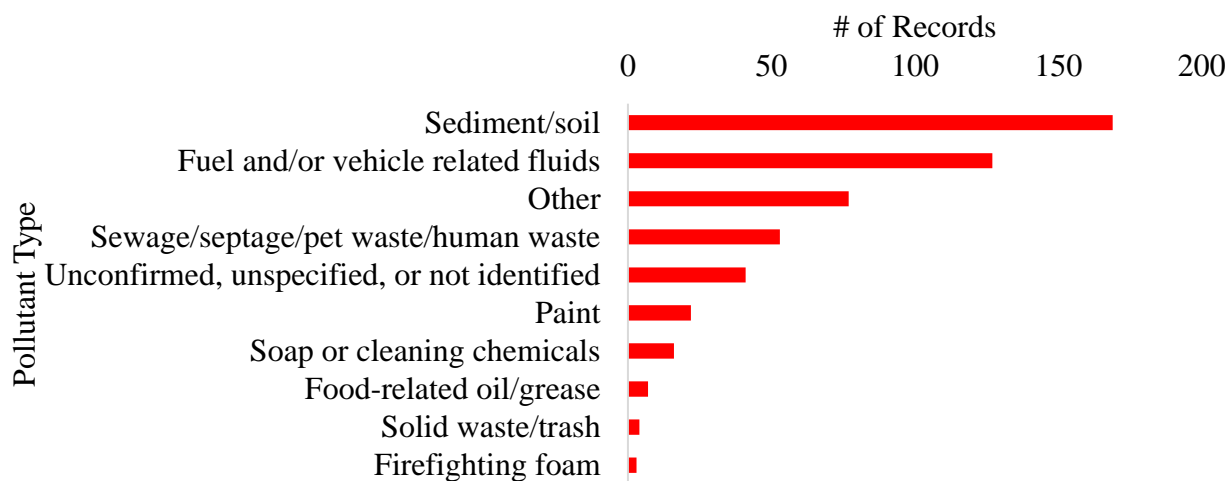 # of Records
0 50 100 150 200
Pollutant Type
Sediment/soil
Fuel and/or vehicle related fluids
Other
Sewage/septage/pet waste/human waste
Unconfirmed, unspecified, or not identified
Paint
Soap or cleaning chemicals
Food-related oil/grease
Solid waste/trash
Firefighting foam